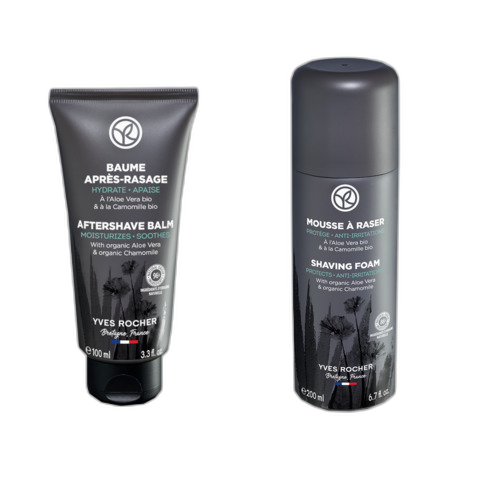 BAUME
APRÈS-RASAGE
HYDRATE • APAISE
À l'Aloe Vera bio
& à la Camomille bio
AFTERSHAVE BALM
MOISTURIZES • SOOTHES
With organic Aloe Vera
& organic Chamomile
YVES ROCHER
Bretagne, France
℮100 ml 3.3 fl. oz.
MOUSSE À RASER
PROTÈGE • ANTI-IRRITATIONS
À l'Aloe Vera bio
& à la Camomille bio
SHAVING FOAM
PROTECTS • ANTI-IRRITATIONS
With organic Aloe Vera
& organic Chamomile
YVES ROCHER
Bretagne, France
℮200 ml 6.7 fl. oz.